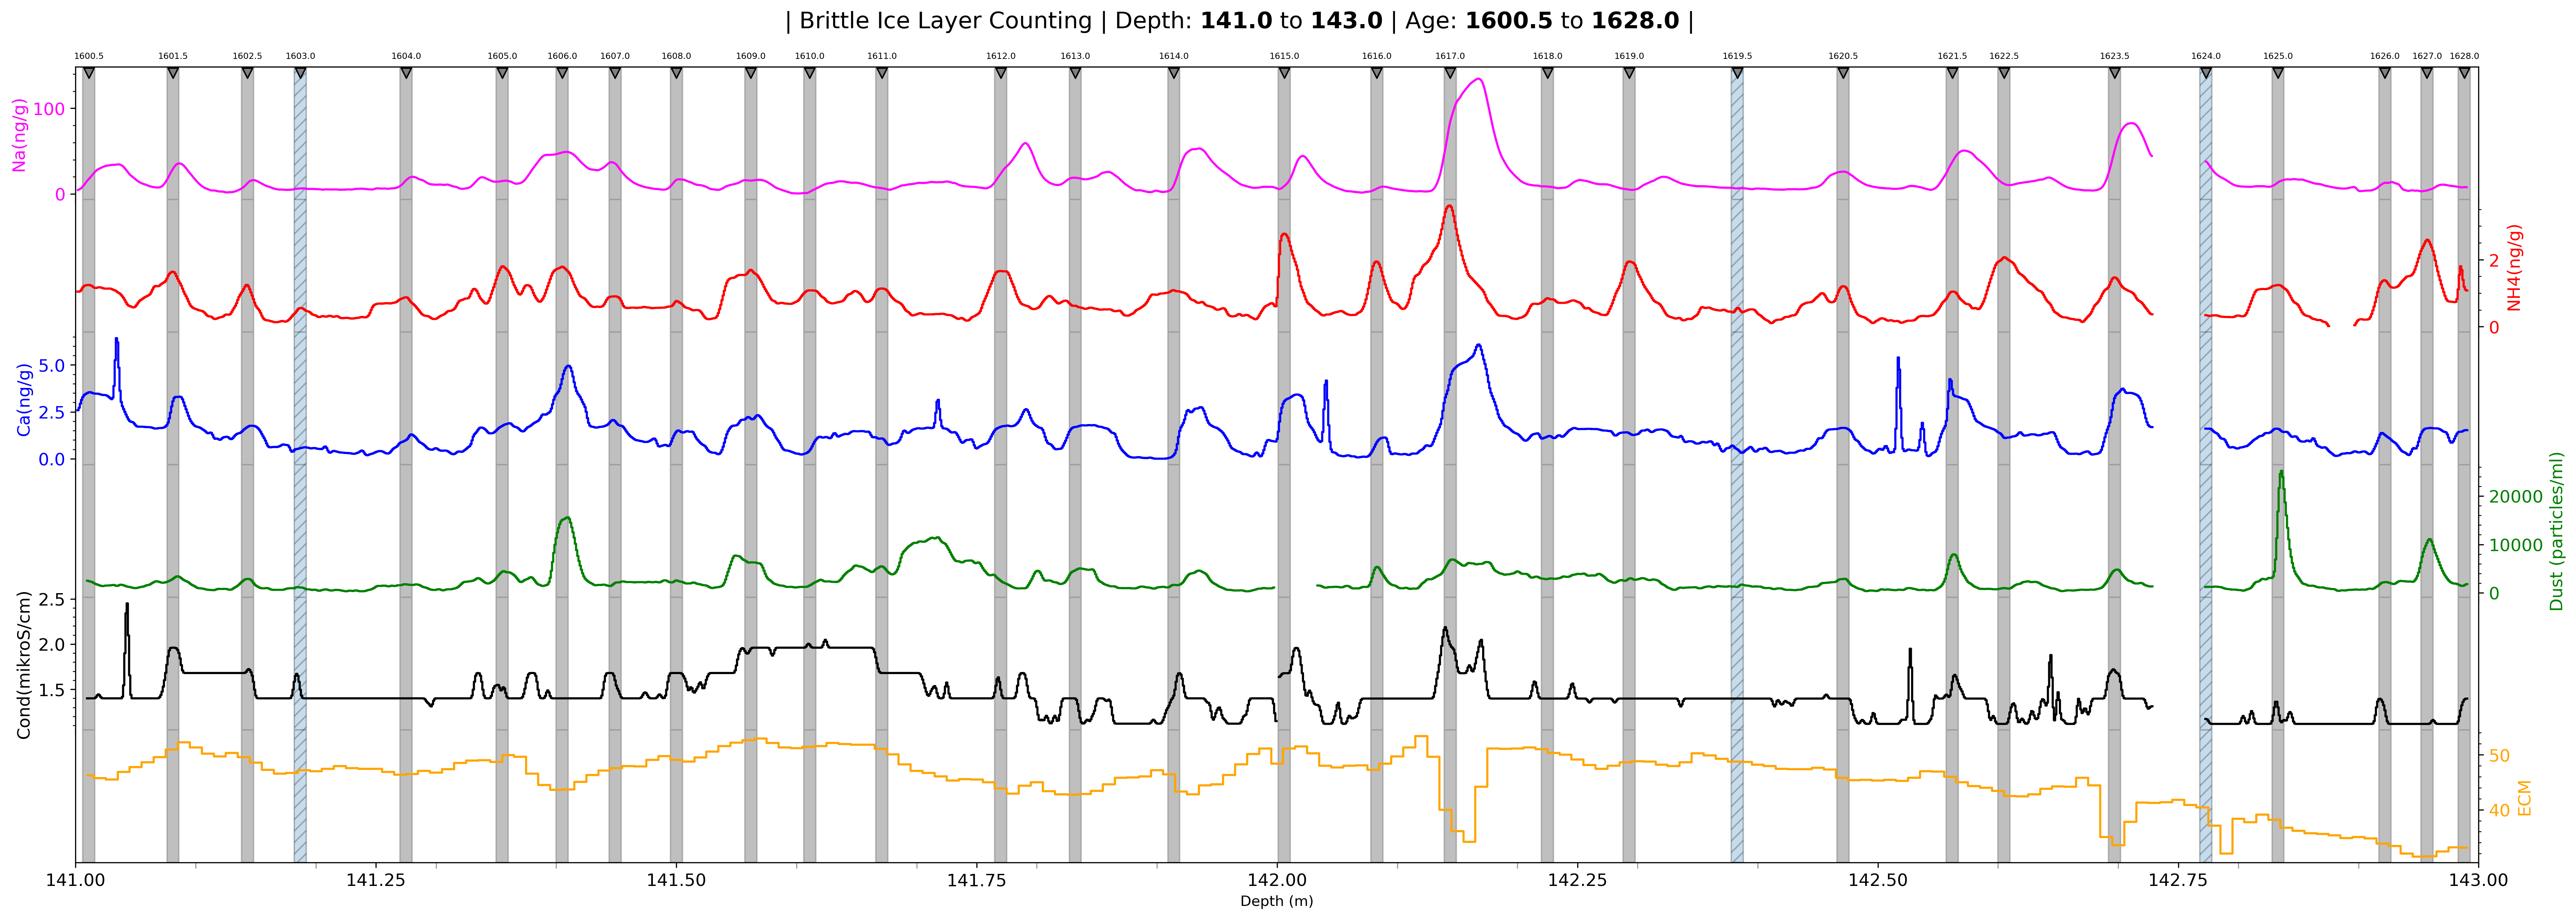 | Brittle Ice Layer Counting | Depth: 141.0 to 143.0 | Age: 1600.5 to 1628.0 |
1600.5 1601.5 1602.5 1603.0 1604.0 1605.0 1606.0 1607.0 1608.0 1609.0 1610.0 1611.0 1612.0 1613.0 1614.0 1615.0 1616.0 1617.0 1618.0 1619.0 1619.5 1620.5 1621.5 1622.5 1623.5 1624.0 1625.0 1626.0 1627.0 1628.0
Na(ng/g)
100
0
NH4(ng/g)
2
0
Ca(ng/g)
5.0
2.5
0.0
Dust (particles/ml)
20000
10000
0
Cond(mikroS/cm)
2.5
2.0
1.5
ECM
50
40
141.00 141.25 141.50 141.75 142.00 142.25 142.50 142.75 143.00
Depth (m)